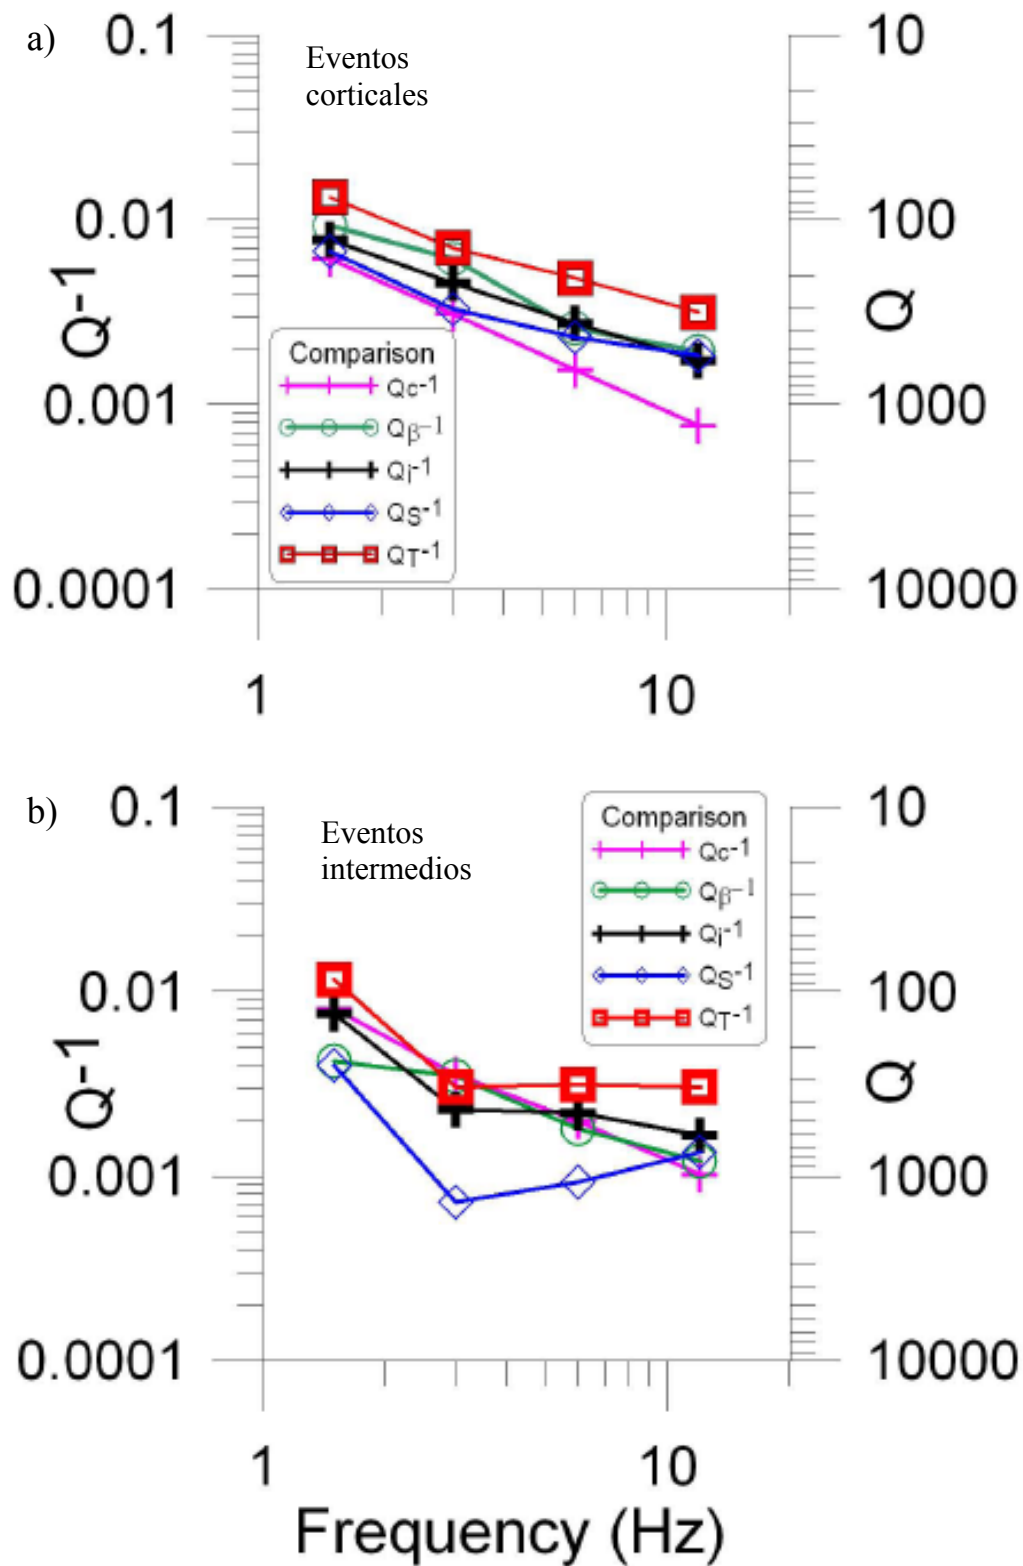 a)
Eventos
corticales
0.1
0.01
0.001
0.0001
Q-1
10
100
1000
10000
Q
Comparison
Qc-1
Qβ-1
Qi-1
QS-1
QT-1
1
10
b)
Eventos
intermedios
0.1
0.01
0.001
0.0001
Q-1
10
100
1000
10000
Q
Comparison
Qc-1
Qβ-1
Qi-1
QS-1
QT-1
1
10
Frequency (Hz)